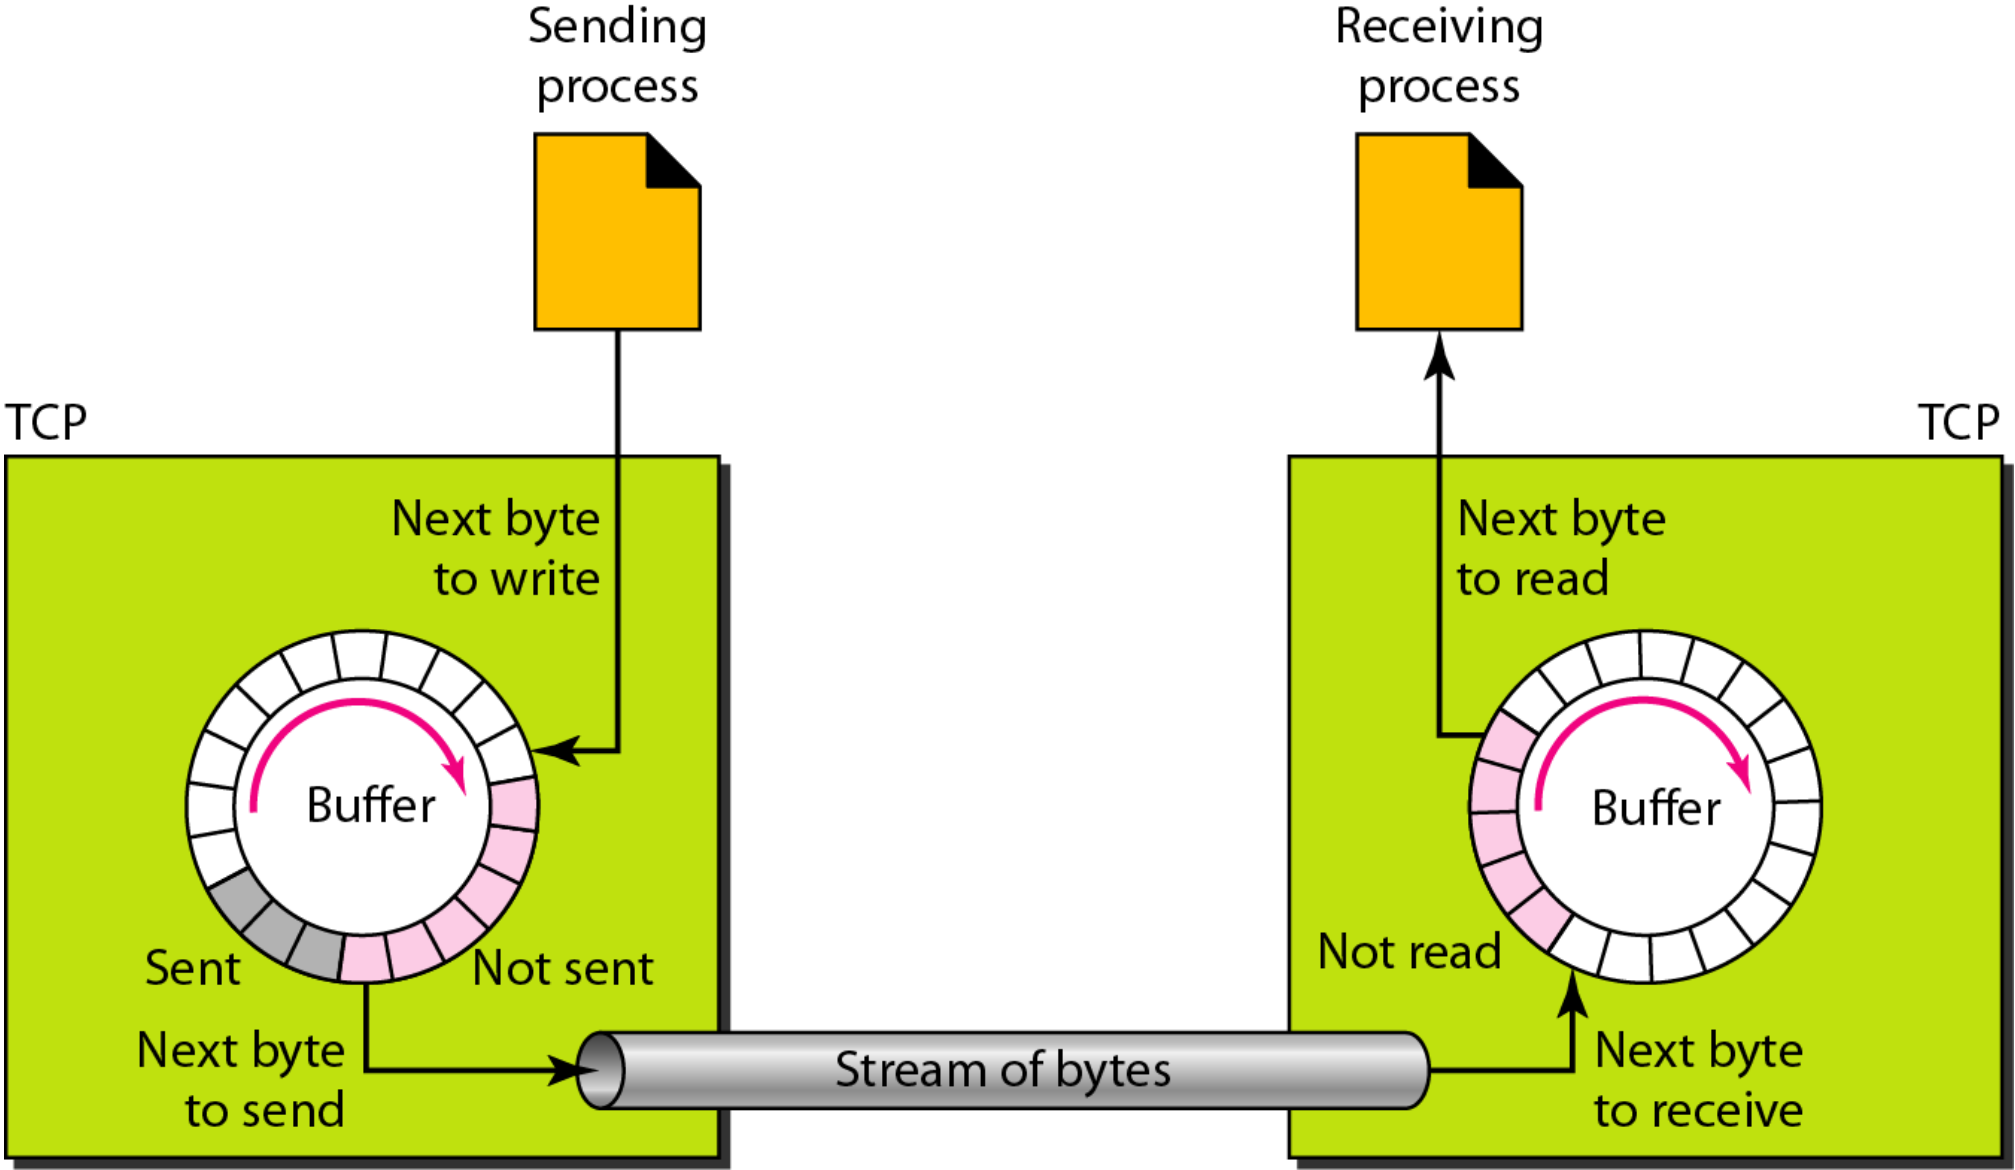 Sending
process
Receiving
process
TCP
TCP
Next byte
to write
Next byte
to read
Buffer
Buffer
Sent
Not sent
Not read
Next byte
to send
Stream of bytes
Next byte
to receive